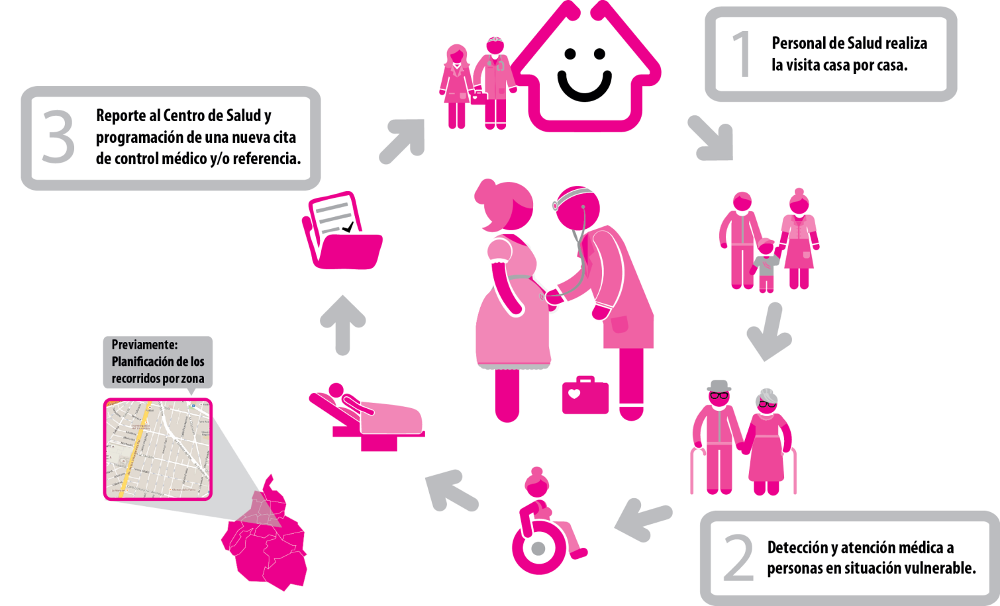 1
Personal de Salud realiza
la visita casa por casa.
2
Detección y atención médica a
personas en situación vulnerable.
3
Reporte al Centro de Salud y
programación de una nueva cita
de control médico y/o referencia.
Previamente:
Planificación de los
recorridos por zona